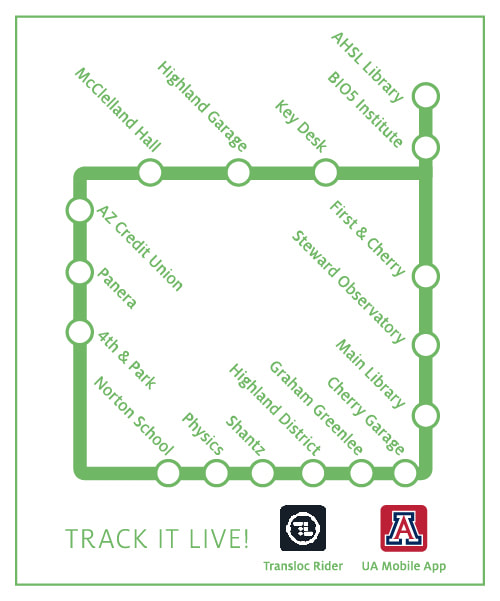 AHSL Library
BIO5 Institute
McClelland Hall
Highland Garage
Key Desk
AZ Credit Union
First & Cherry
Panera
Steward Observatory
4th & Park
Main Library
Norton School
Physics
Shantz
Highland District
Graham Greenlee
Cherry Garage
TRACK IT LIVE!
A
Transloc Rider
UA Mobile App